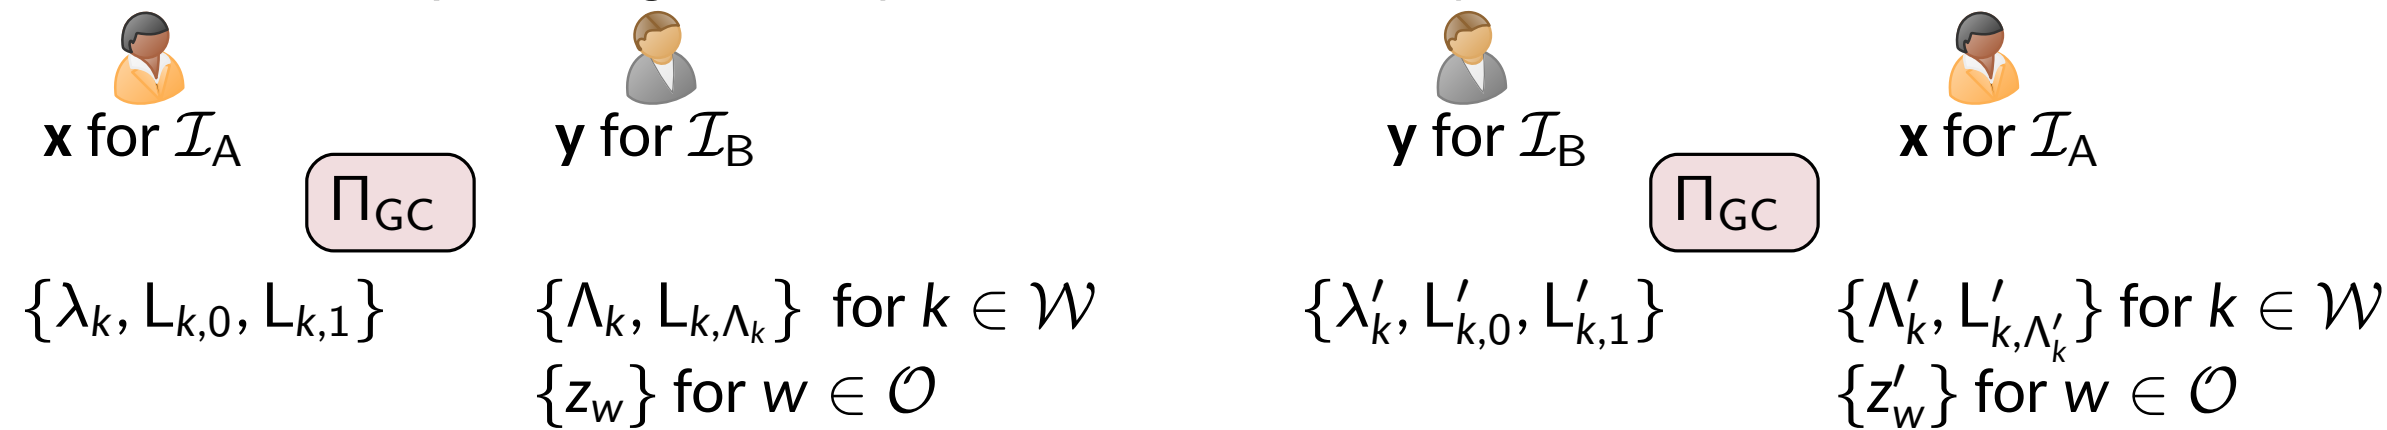 x for ℐ_A y for ℐ_B y for ℐ_B x for ℐ_A
Π_GC Π_GC
{λ_k, L_{k,0}, L_{k,1}} {Λ_k, L_{k,Λ_k}} for k ∈ 𝒲 {λ′_k, L′_{k,0}, L′_{k,1}} {Λ′_k, L′_{k,Λ′_k}} for k ∈ 𝒲
{z_w} for w ∈ 𝒪 {z′_w} for w ∈ 𝒪